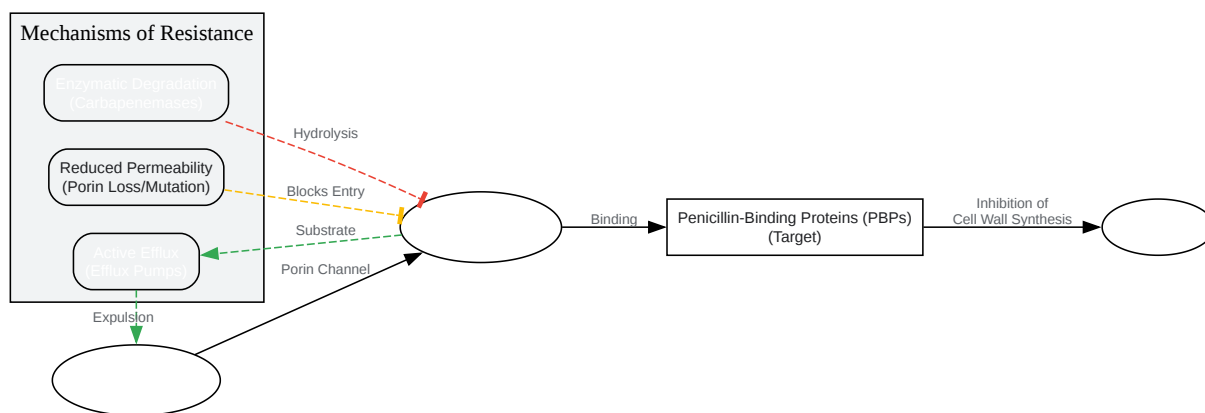 Mechanisms of Resistance
Enzymatic Degradation
(Carbapenemases)
Hydrolysis
Reduced Permeability
(Porin Loss/Mutation)
Blocks Entry
Active Efflux
(Efflux Pumps)
Substrate
Porin Channel
Expulsion
Binding
Penicillin-Binding Proteins (PBPs)
(Target)
Inhibition of
Cell Wall Synthesis